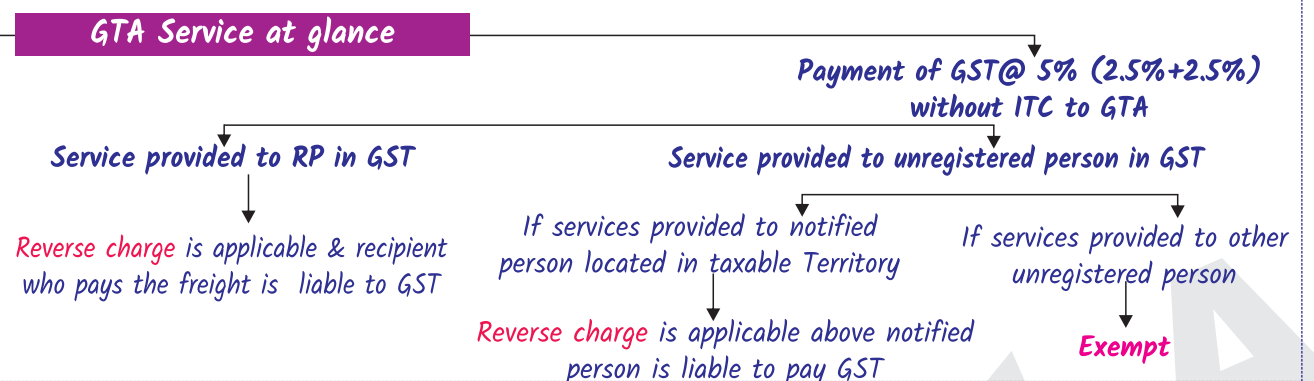 GTA Service at glance
Payment of GST@ 5% (2.5%+2.5%)
without ITC to GTA
Service provided to RP in GST
Service provided to unregistered person in GST
Reverse charge is applicable & recipient
who pays the freight is liable to GST
If services provided to notified
person located in taxable Territory
If services provided to other
unregistered person
Reverse charge is applicable above notified
person is liable to pay GST
Exempt